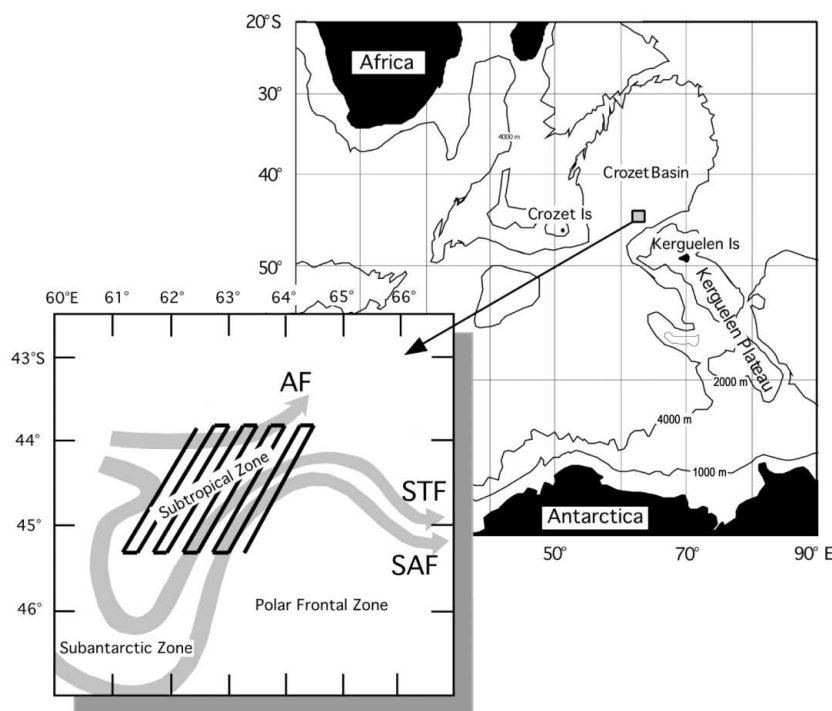 20°S
30°
40°
50°
Africa
4000 m
Crozet Basin
Crozet Is
Kerguelen Is
Kerguelen Plateau
2000 m
4000 m
1000 m
Antarctica
50°
70°
90° E
60°E 61° 62° 63° 64° 65° 66°
43°S
44°
45°
46°
AF
Subtropical Zone
STF
SAF
Polar Frontal Zone
Subantarctic Zone